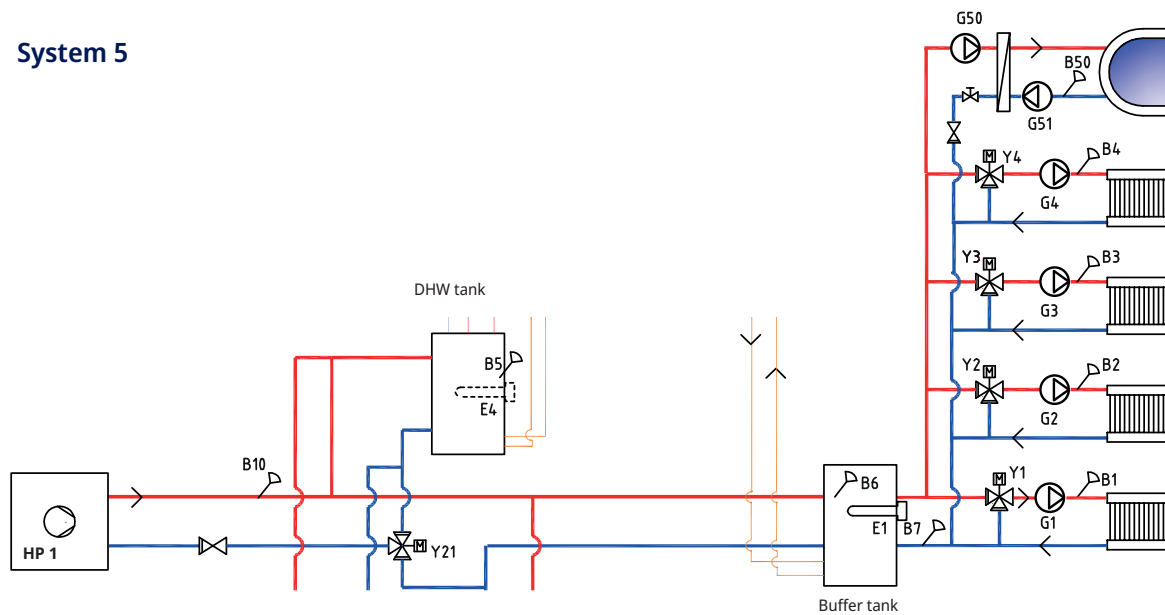 System 5
G50
B50
G51
M
Y4
B4
G4
Y3
M
B3
G3
DHW tank
B5
E4
Y2
M
B2
G2
B10
B6
M
Y1
B1
G1
E1
B7
HP 1
M
Y21
Buffer tank